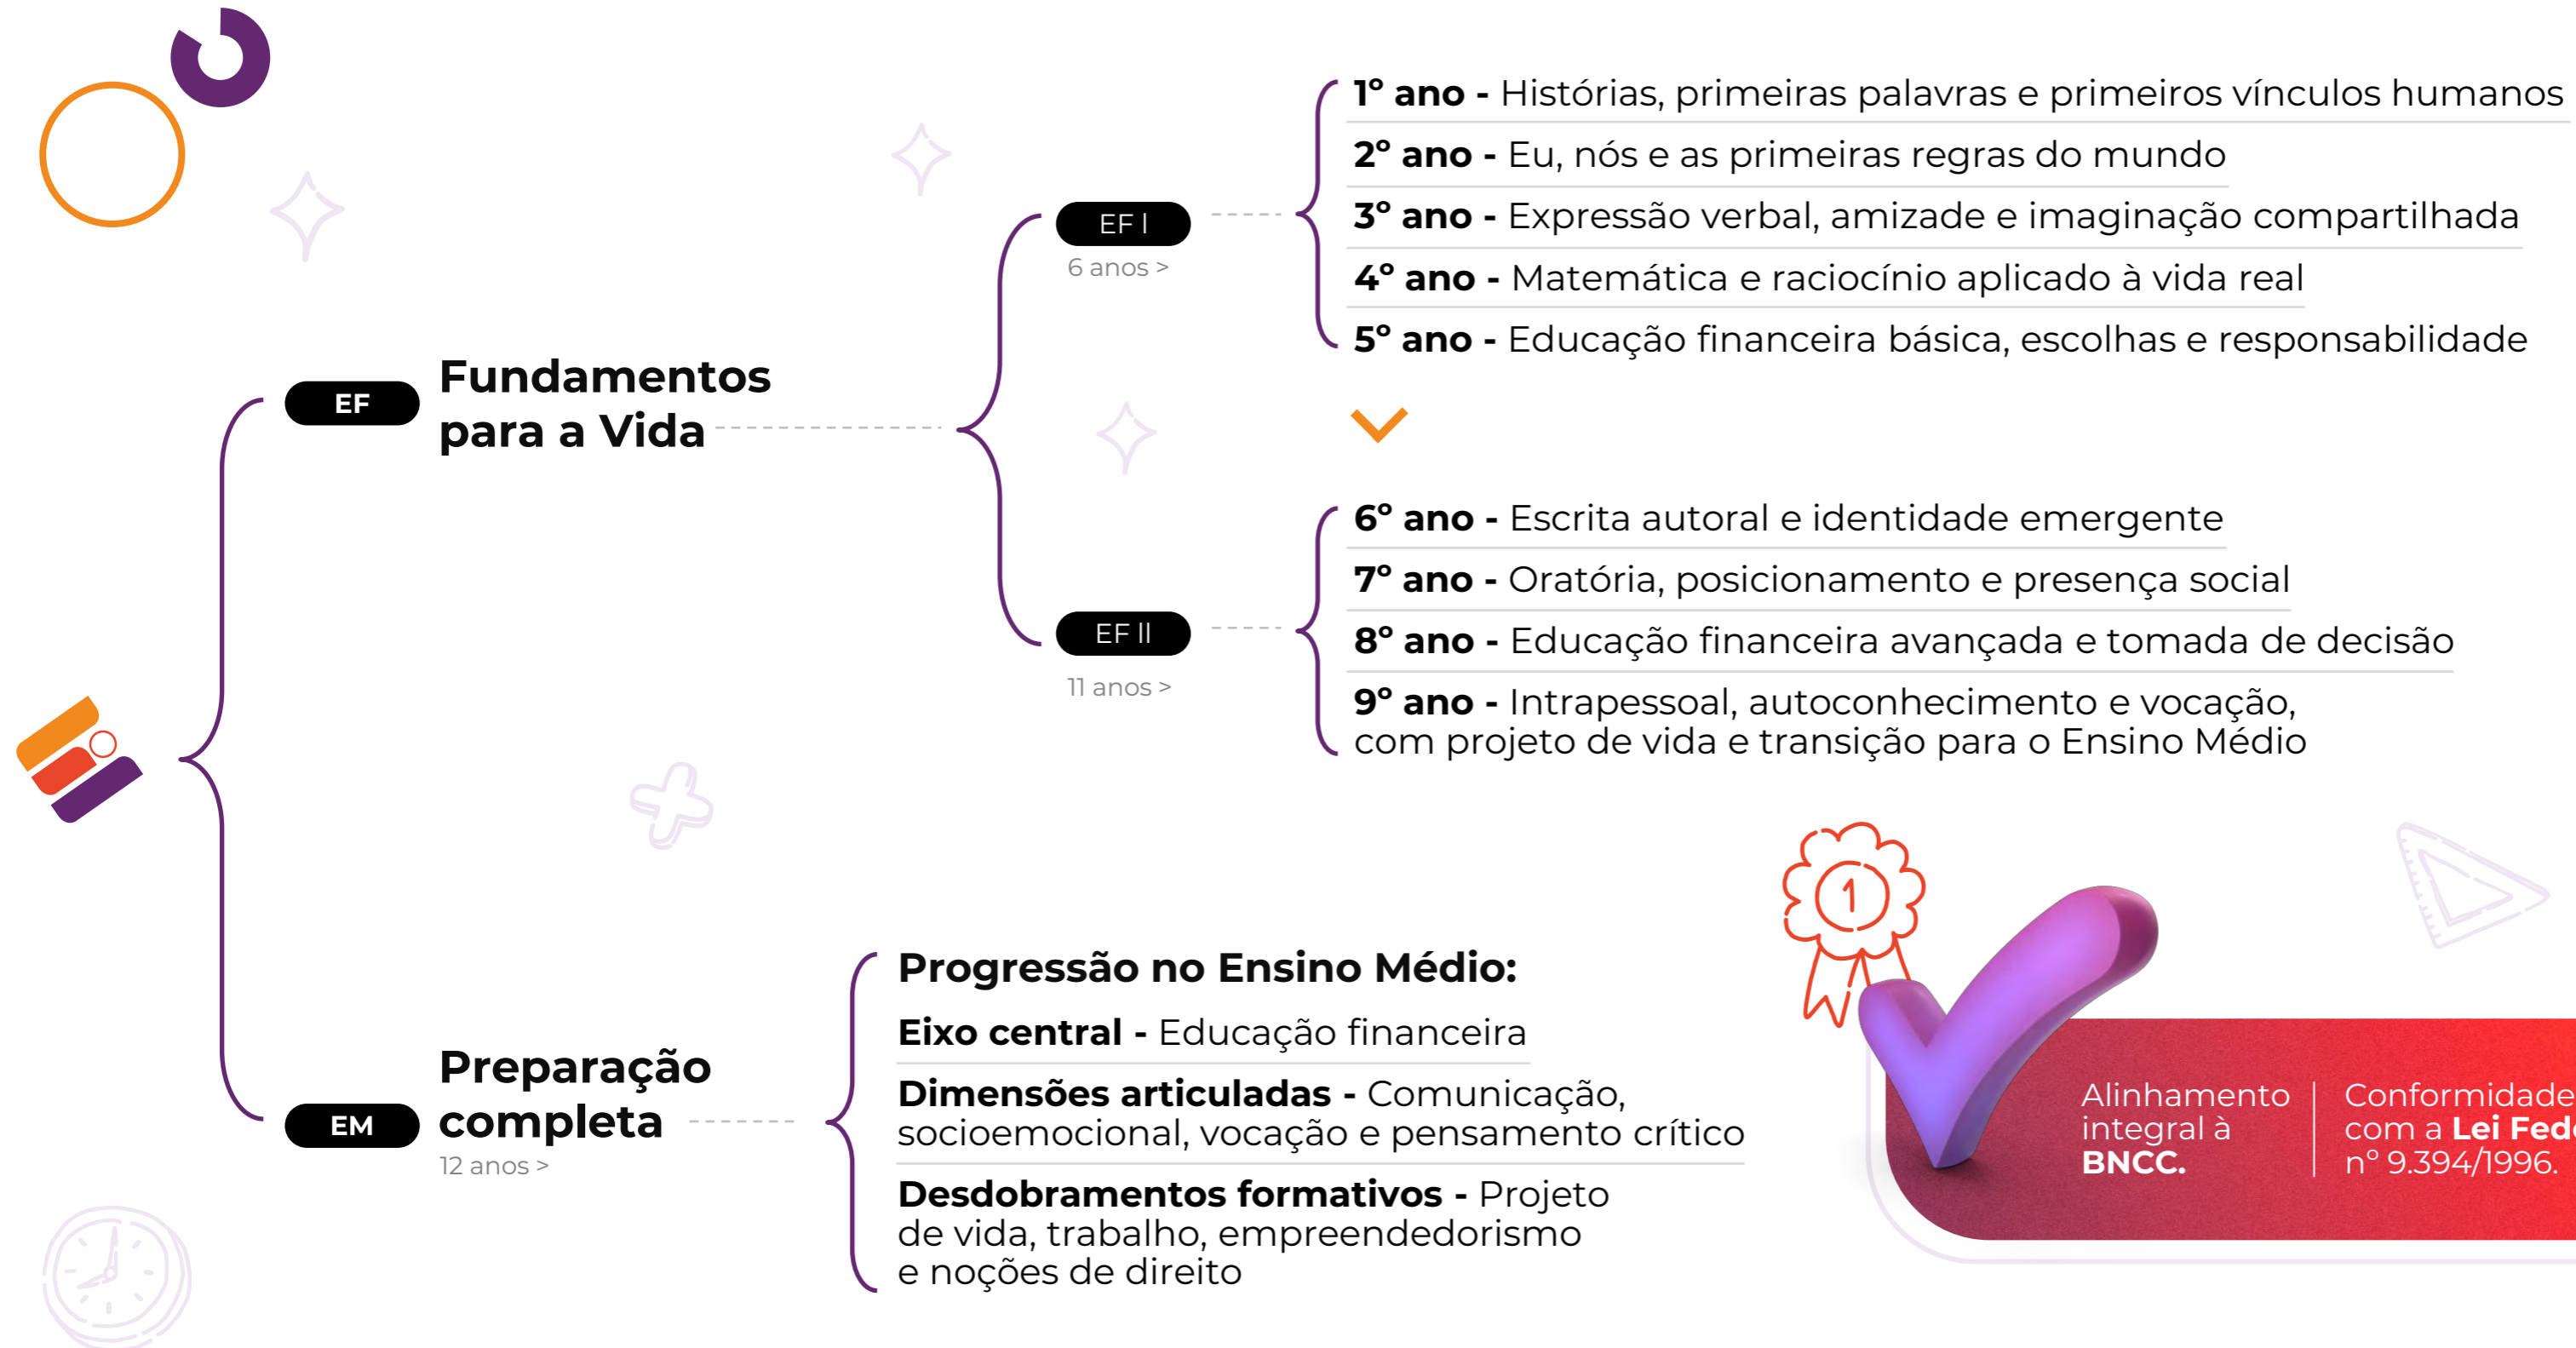 EF
Fundamentos
para a Vida
EF I
6 anos >
1º ano - Histórias, primeiras palavras e primeiros vínculos humanos
2º ano - Eu, nós e as primeiras regras do mundo
3º ano - Expressão verbal, amizade e imaginação compartilhada
4º ano - Matemática e raciocínio aplicado à vida real
5º ano - Educação financeira básica, escolhas e responsabilidade
EF II
11 anos >
6º ano - Escrita autoral e identidade emergente
7º ano - Oratória, posicionamento e presença social
8º ano - Educação financeira avançada e tomada de decisão
9º ano - Intrapessoal, autoconhecimento e vocação,
com projeto de vida e transição para o Ensino Médio
EM
Preparação
completa
12 anos >
Progressão no Ensino Médio:
Eixo central - Educação financeira
Dimensões articuladas - Comunicação,
socioemocional, vocação e pensamento crítico
Desdobramentos formativos - Projeto
de vida, trabalho, empreendedorismo
e noções de direito
1
Alinhamento
integral à
BNCC.
Conformidade
com a Lei
nº 9.394/1996.